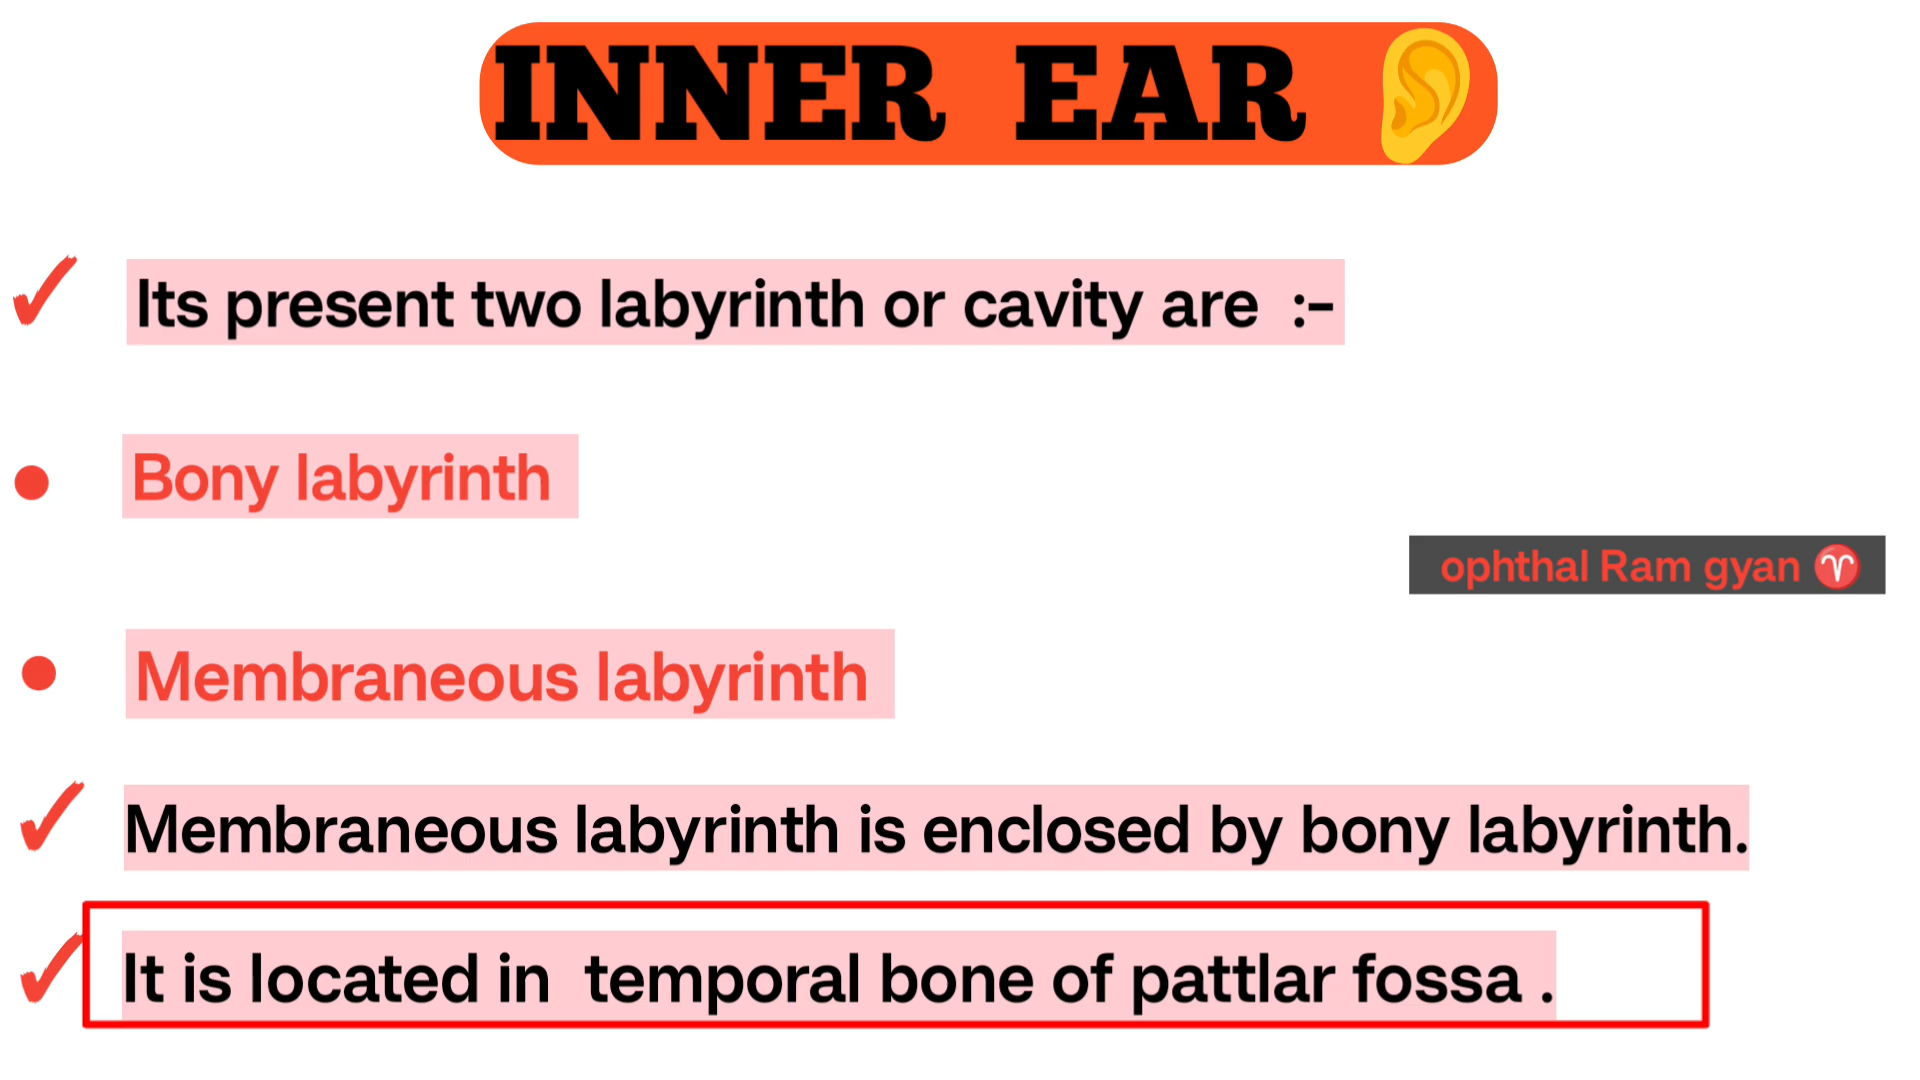 INNER EAR
Its present two labyrinth or cavity are :-
Bony labyrinth
ophthal Ram gyan ♈
Membraneous labyrinth
Membraneous labyrinth is enclosed by bony labyrinth.
It is located in temporal bone of pattlar fossa .